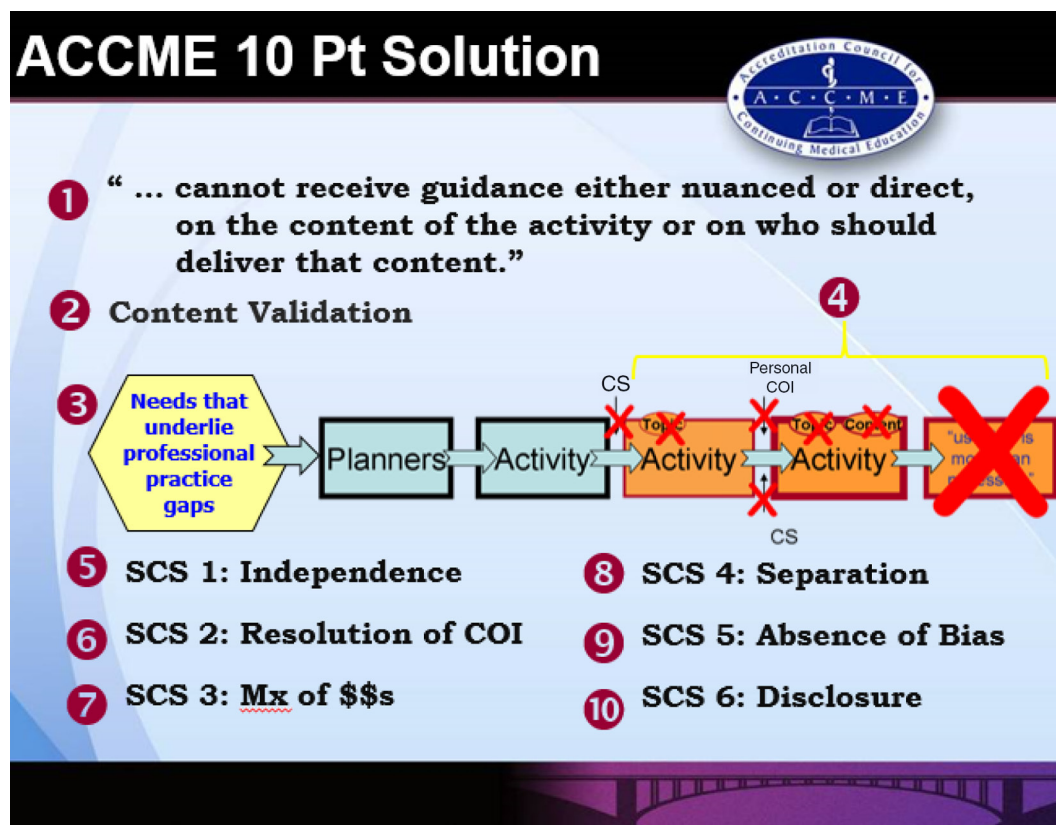 ACCME 10 Pt Solution
Accreditation Council for
A • C • C • M • E
Continuing Medical Education
1 “ … cannot receive guidance either nuanced or direct,
on the content of the activity or on who should
deliver that content.”
2 Content Validation
4
3
Needs that
underlie
professional
practice
gaps
Planners
Activity
CS
Topic
Activity
Personal
COI
CS
Topic Content
Activity
5 SCS 1: Independence
6 SCS 2: Resolution of COI
7 SCS 3: Mx of $$s
8 SCS 4: Separation
9 SCS 5: Absence of Bias
10 SCS 6: Disclosure